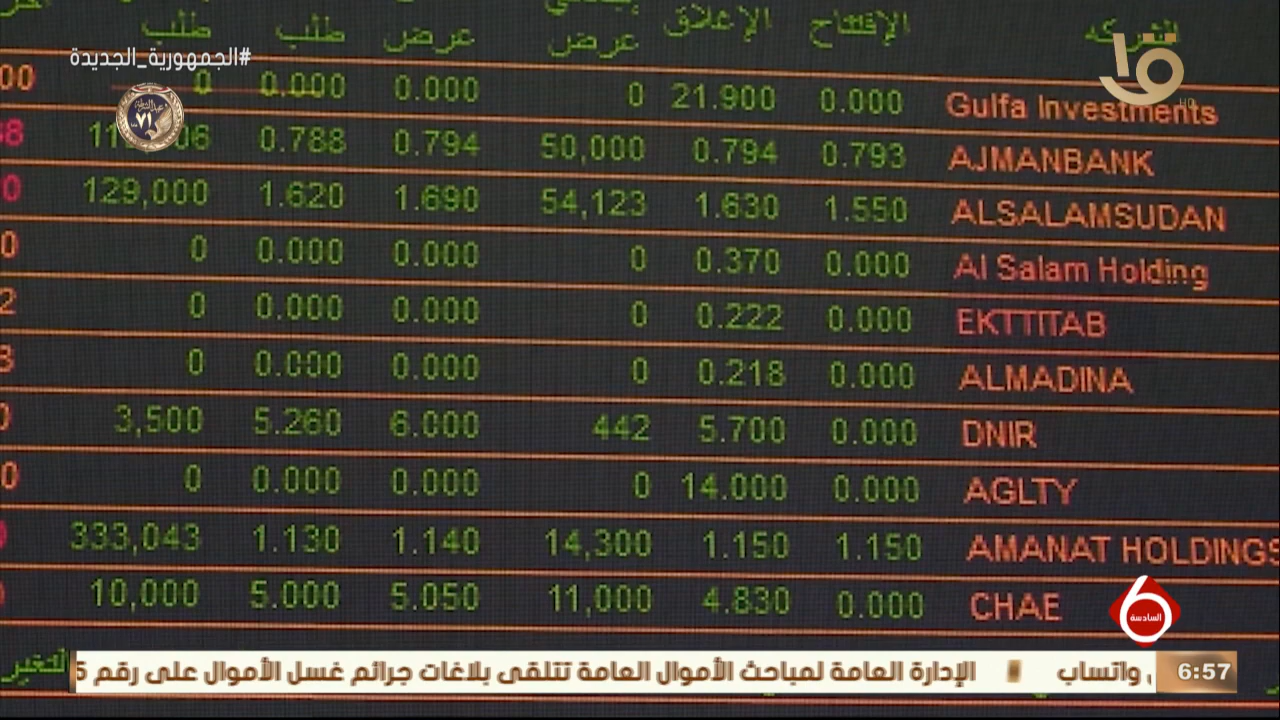 الشركه الإفتتاح الإغلاق عرض عرض طلب طلب
#الجمهورية_الجديدة
Gulfa Investments 0.000 21.900 0 0.000 0.000 0
AJMANBANK 0.793 0.794 50,000 0.794 0.788
ALSALAMSUDAN 1.550 1.630 54,123 1.690 1.620 129,000
Al Salam Holding 0.000 0.370 0 0.000 0.000 0
EKTTITAB 0.000 0.222 0 0.000 0.000 0
ALMADINA 0.000 0.218 0 0.000 0.000 0
DNIR 0.000 5.700 442 6.000 5.260 3,500
AGLTY 0.000 14.000 0 0.000 0.000 0
AMANAT HOLDINGS 1.150 1.150 14,300 1.140 1.130 333,043
CHAE 0.000 4.830 11,000 5.050 5.000 10,000
السادسة
التغير
6:57 واتساب الإدارة العامة لمباحث الأموال العامة تتلقى بلاغات جرائم غسل الأموال على رقم